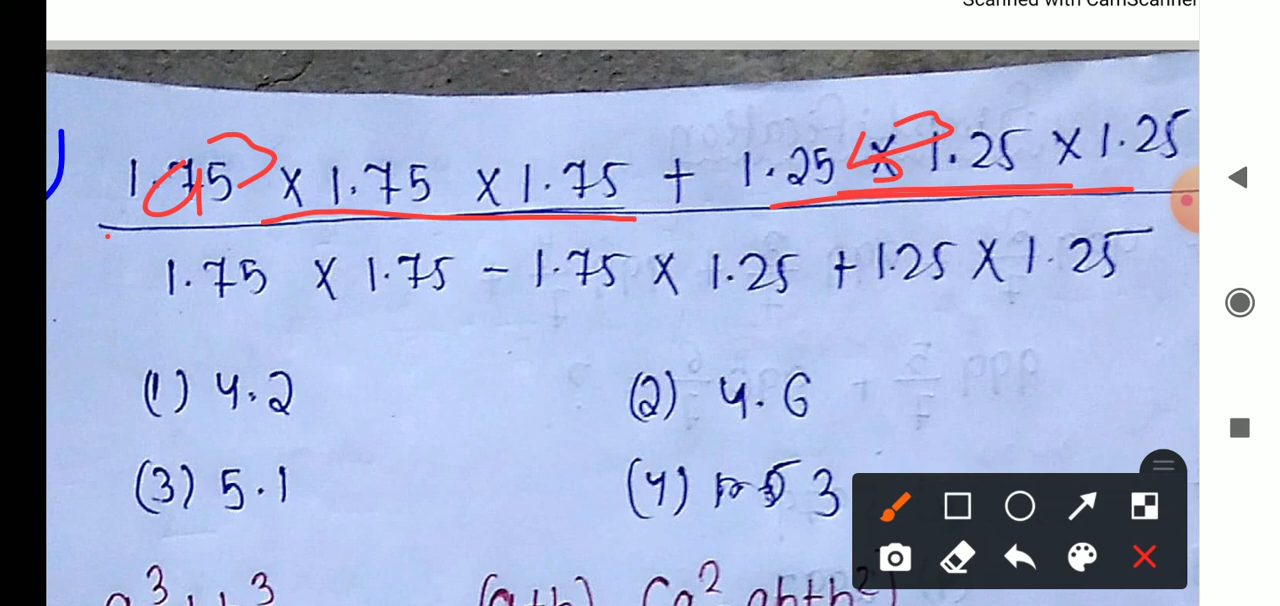 Scanned with CamScanner
1.75 × 1.75 × 1.75 + 1.25 × 1.25 × 1.25
1.75 × 1.75 - 1.75 × 1.25 + 1.25 × 1.25
(1) 4.2 (2) 4.6
(3) 5.1 (4) 3